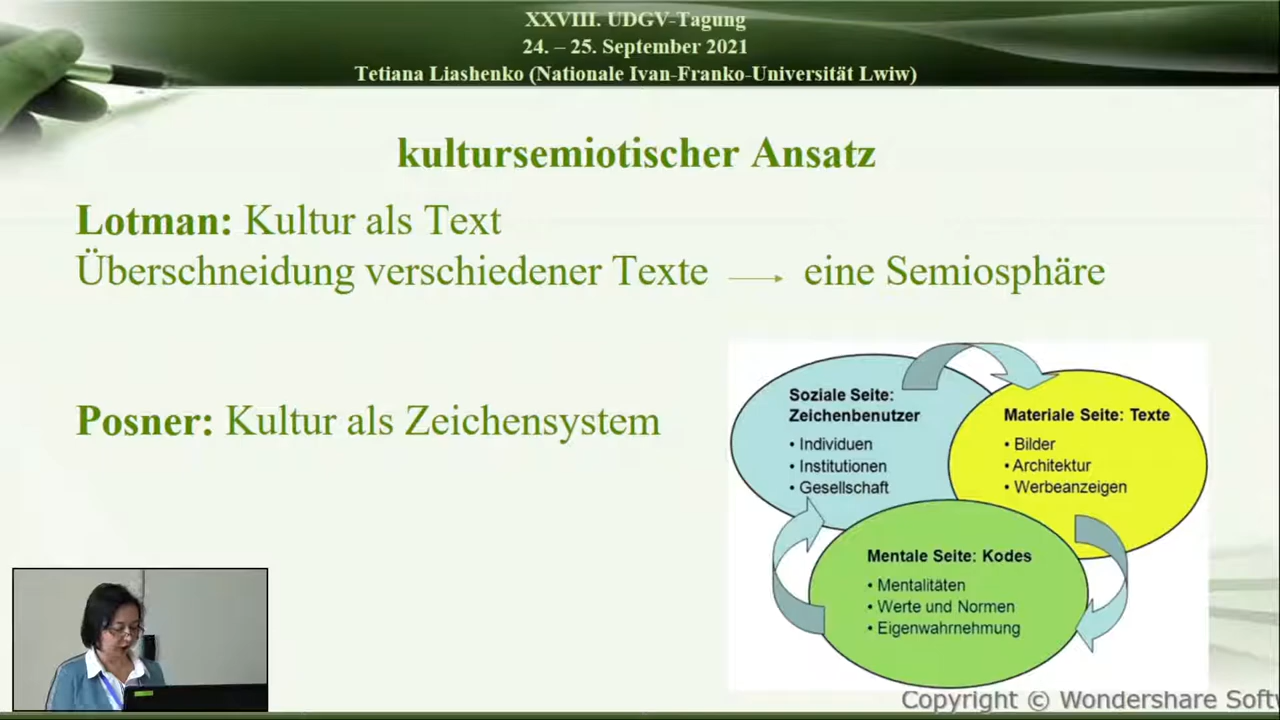 XXVIII. UDGV-Tagung
24. – 25. September 2021
Tetiana Liashenko (Nationale Ivan-Franko-Universität Lwiw)
kultursemiotischer Ansatz
Lotman: Kultur als Text
Überschneidung verschiedener Texte → eine Semiosphäre
Posner: Kultur als Zeichensystem
Soziale Seite:
Zeichenbenutzer
• Individuen
• Institutionen
• Gesellschaft
Materiale Seite: Texte
• Bilder
• Architektur
• Werbeanzeigen
Mentale Seite: Kodes
• Mentalitäten
• Werte und Normen
• Eigenwahrnehmung
Copyright © Wondershare Softw